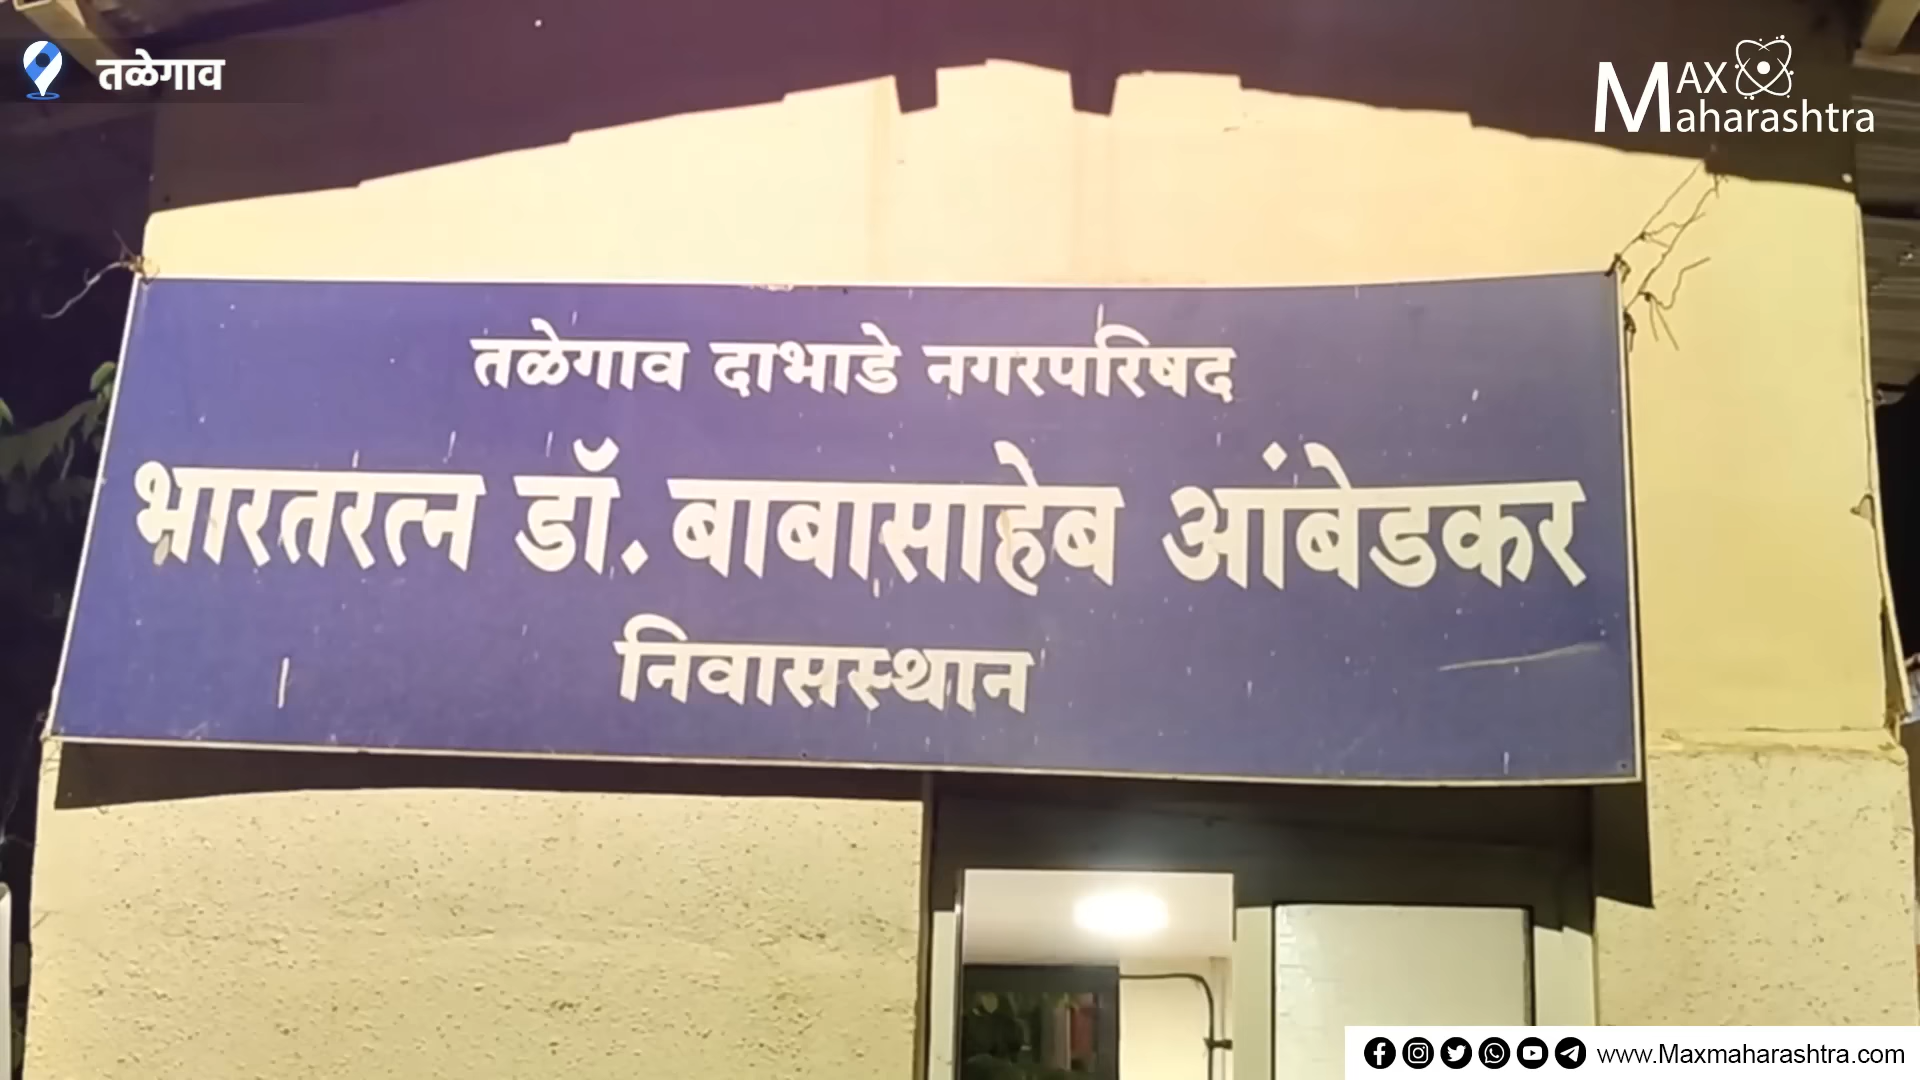 तळेगाव
MAX Maharashtra
तळेगाव दाभाडे नगरपरिषद
भारतरत्न डॉ. बाबासाहेब आंबेडकर
निवासस्थान
www.Maxmaharashtra.com